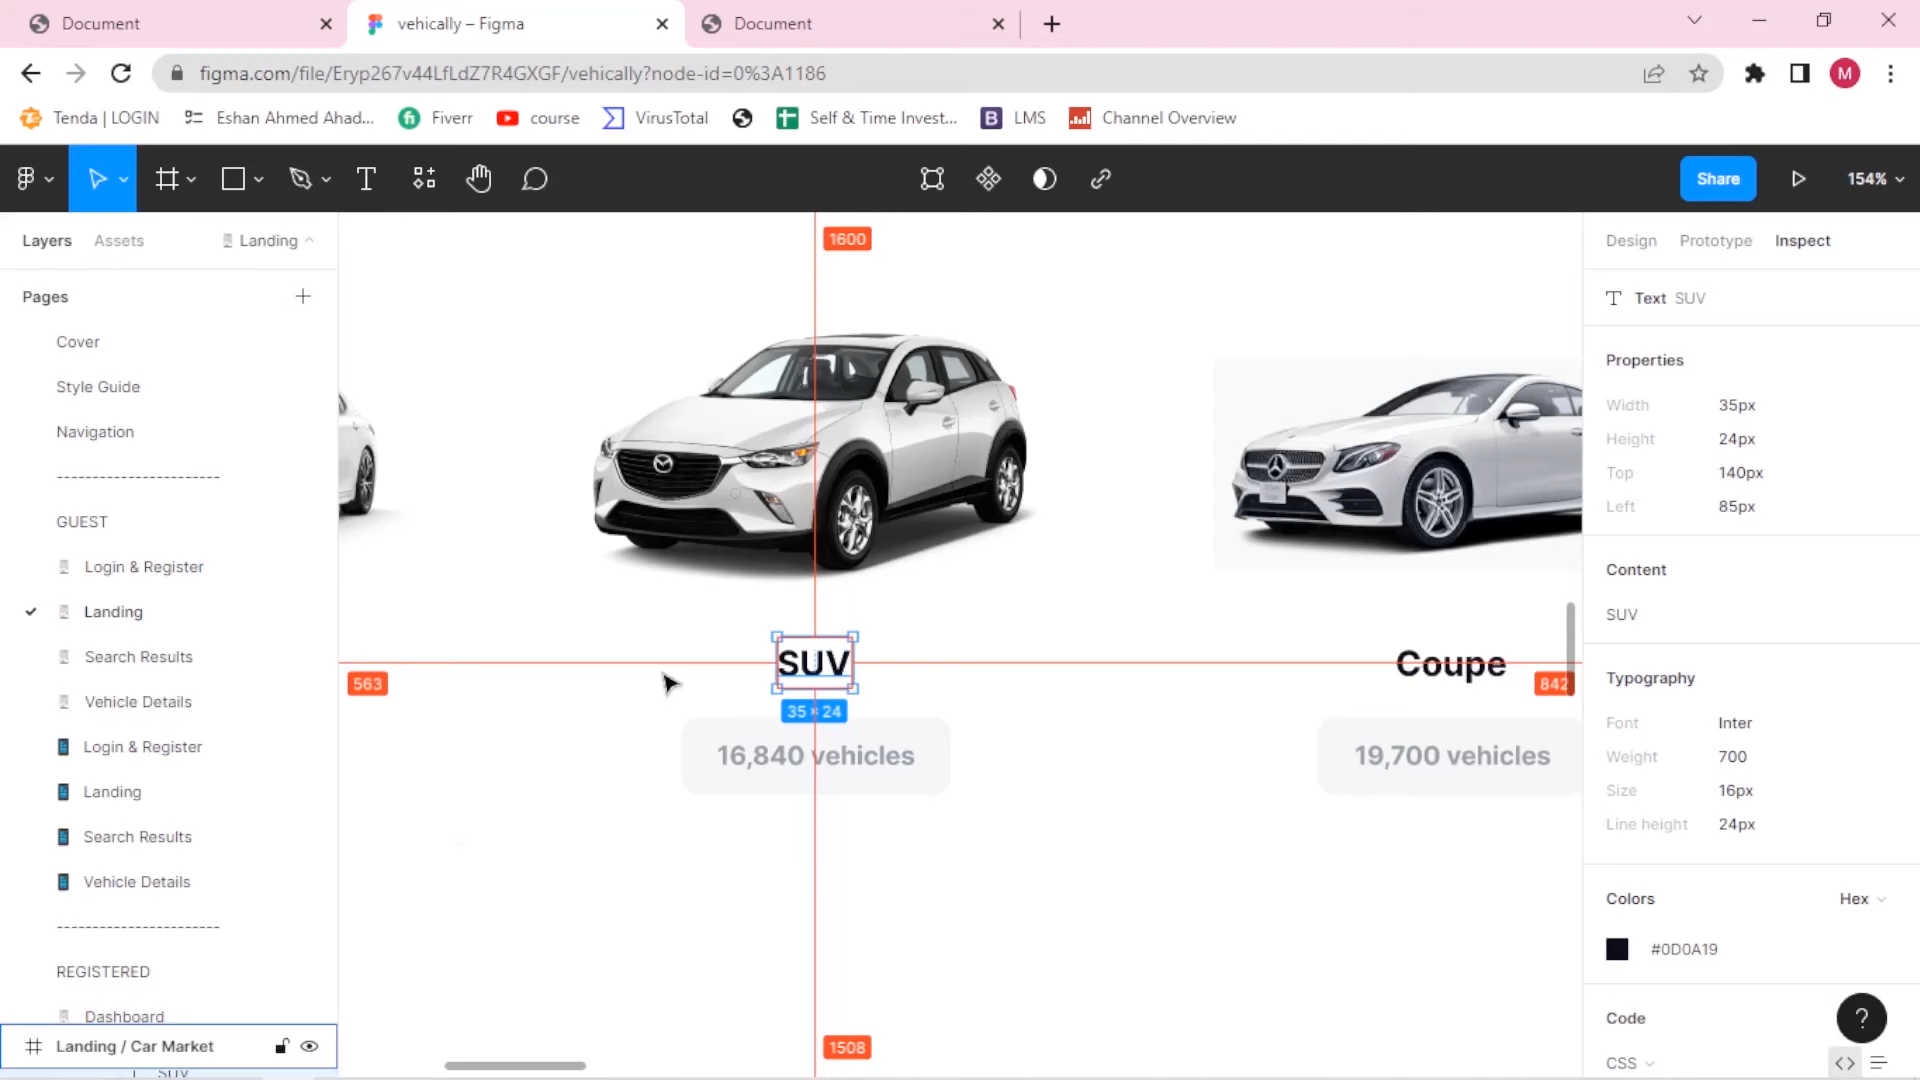 Document
vehically – Figma
Document
figma.com/file/Eryp267v44LfLdZ7R4GXGF/vehically?node-id=0%3A1186
M
Tenda | LOGIN
Eshan Ahmed Ahad...
Fiverr
course
VirusTotal
Self & Time Invest...
B LMS
Channel Overview
Share
154%
Layers
Assets
Landing
Pages
Cover
Style Guide
Navigation
-----------------------
GUEST
Login & Register
Landing
Search Results
Vehicle Details
Login & Register
Landing
Search Results
Vehicle Details
-----------------------
REGISTERED
Dashboard
Landing / Car Market
SUV
1600
SUV
563
35 × 24
16,840 vehicles
Coupe
842
19,700 vehicles
1508
Design
Prototype
Inspect
Text SUV
Properties
Width 35px
Height 24px
Top 140px
Left 85px
Content
SUV
Typography
Font Inter
Weight 700
Size 16px
Line height 24px
Colors
Hex
#0D0A19
Code
?
CSS